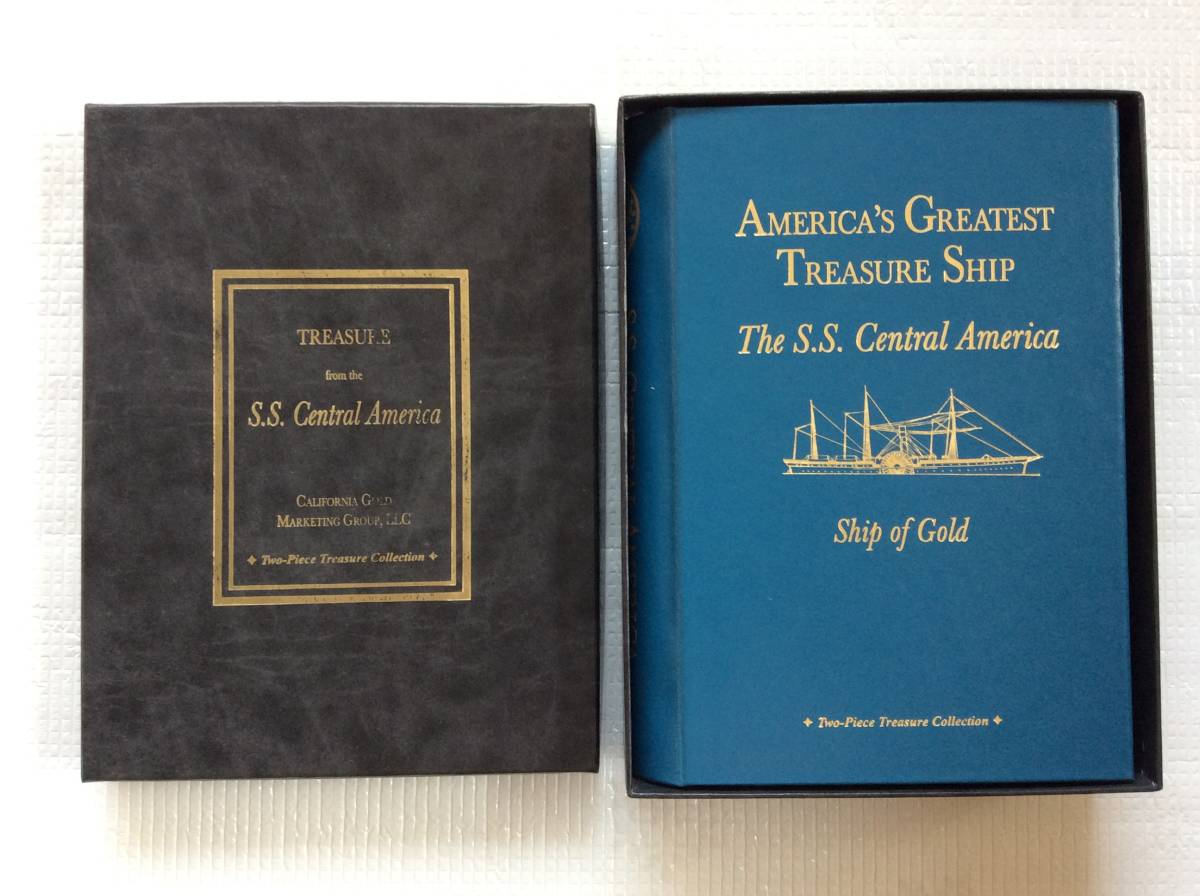 TREASURE
from the
S.S. Central America
CALIFORNIA GOLD
MARKETING GROUP, LLC
Two-Piece Treasure Collection
AMERICA'S GREATEST
TREASURE SHIP
The S.S. Central America
Ship of Gold
Two-Piece Treasure Collection